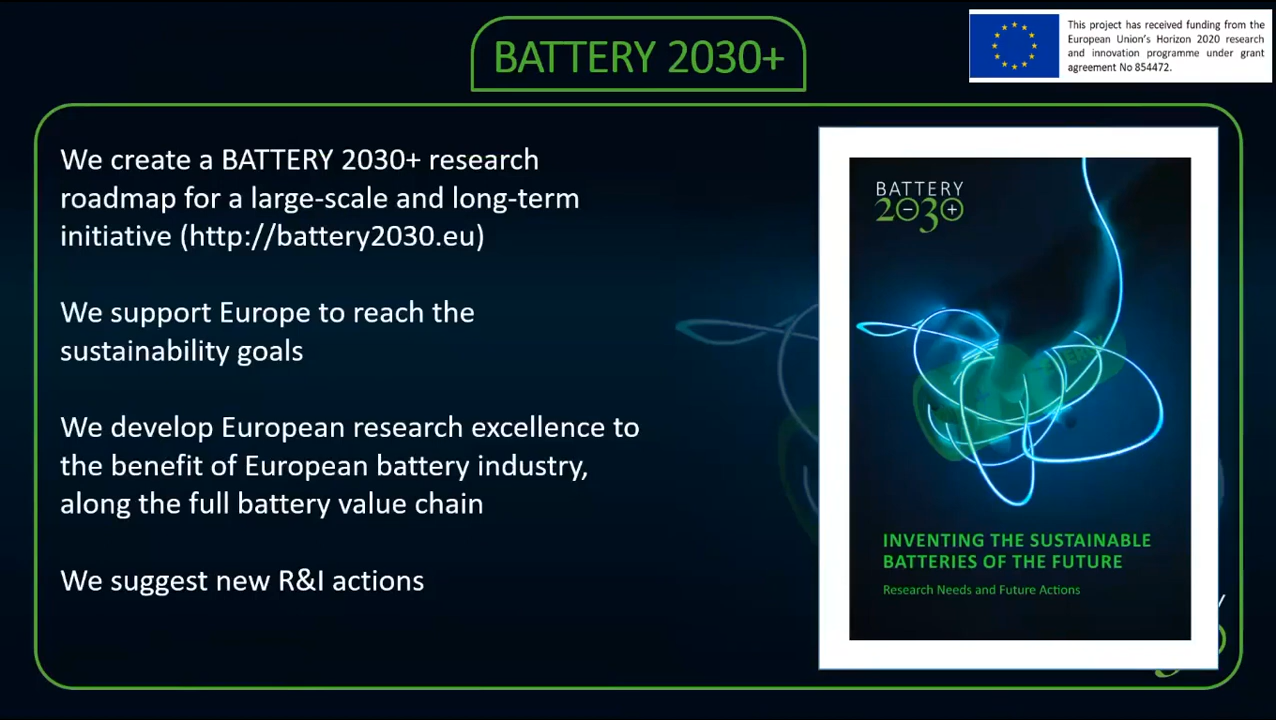 BATTERY 2030+
This project has received funding from the
European Union's Horizon 2020 research
and innovation programme under grant
agreement No 854472.
We create a BATTERY 2030+ research
roadmap for a large-scale and long-term
initiative (http://battery2030.eu)
We support Europe to reach the
sustainability goals
We develop European research excellence to
the benefit of European battery industry,
along the full battery value chain
We suggest new R&I actions
BATTERY
2030+
INVENTING THE SUSTAINABLE
BATTERIES OF THE FUTURE
Research Needs and Future Actions